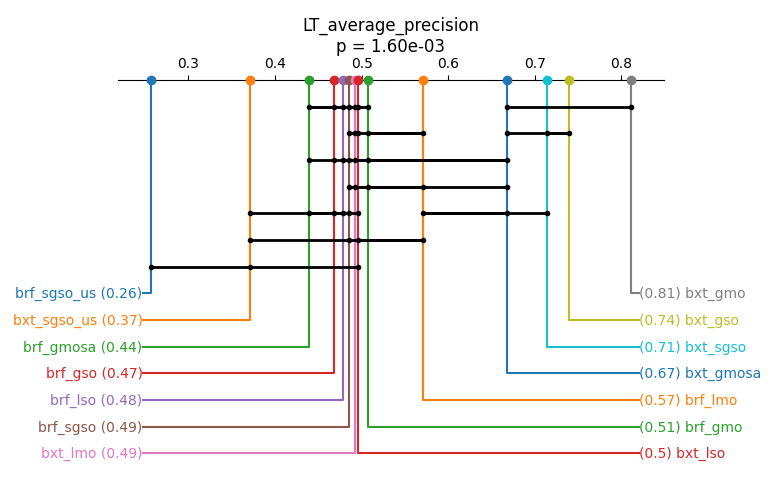 LT_average_precision
p = 1.60e-03
0.3 0.4 0.5 0.6 0.7 0.8
brf_sgso_us (0.26) (0.81) bxt_gmo
bxt_sgso_us (0.37) (0.74) bxt_gso
brf_gmosa (0.44) (0.71) bxt_sgso
brf_gso (0.47) (0.67) bxt_gmosa
brf_lso (0.48) (0.57) brf_lmo
brf_sgso (0.49) (0.51) brf_gmo
bxt_lmo (0.49) (0.5) bxt_lso